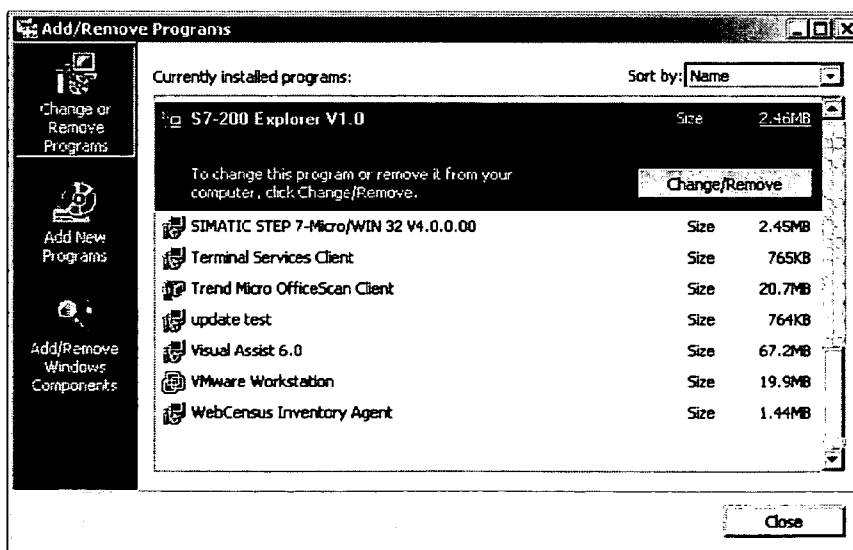 Add/Remove Programs
Change or
Remove
Programs
Add New
Programs
Add/Remove
Windows
Components
Currently installed programs:
Sort by: Name
S7-200 Explorer V1.0 Size 2.46MB
To change this program or remove it from your
computer, click Change/Remove.
Change/Remove
SIMATIC STEP 7-Micro/WIN 32 V4.0.0.00 Size 2.45MB
Terminal Services Client Size 765KB
Trend Micro OfficeScan Client Size 20.7MB
update test Size 764KB
Visual Assist 6.0 Size 67.2MB
VMware Workstation Size 19.9MB
WebCensus Inventory Agent Size 1.44MB
Close